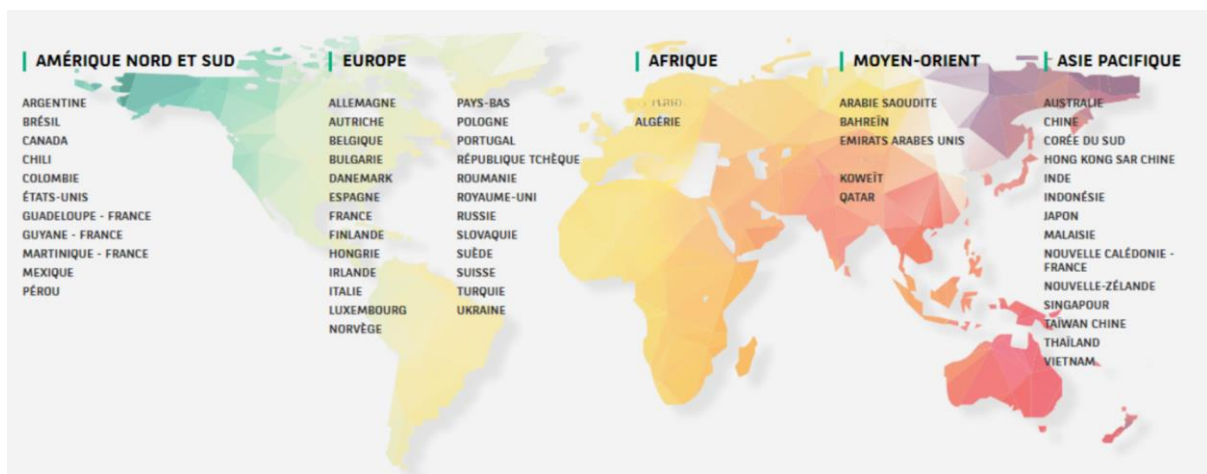 AMÉRIQUE NORD ET SUD
ARGENTINE
BRÉSIL
CANADA
CHILI
COLOMBIE
ÉTATS-UNIS
GUADELOUPE - FRANCE
GUYANE - FRANCE
MARTINIQUE - FRANCE
MEXIQUE
PÉROU
EUROPE
ALLEMAGNE
AUTRICHE
BELGIQUE
BULGARIE
DANEMARK
ESPAGNE
FRANCE
FINLANDE
HONGRIE
IRLANDE
ITALIE
LUXEMBOURG
NORVÈGE
PAYS-BAS
POLOGNE
PORTUGAL
RÉPUBLIQUE TCHÈQUE
ROUMANIE
ROYAUME-UNI
RUSSIE
SLOVAQUIE
SUÈDE
SUISSE
TURQUIE
UKRAINE
AFRIQUE
ALGÉRIE
MOYEN-ORIENT
ARABIE SAOUDITE
BAHREÏN
EMIRATS ARABES UNIS
KOWEÏT
QATAR
ASIE PACIFIQUE
AUSTRALIE
CHINE
CORÉE DU SUD
HONG KONG SAR CHINE
INDE
INDONÉSIE
JAPON
MALAISIE
NOUVELLE CALÉDONIE -
FRANCE
NOUVELLE-ZÉLANDE
SINGAPOUR
TAÏWAN CHINE
THAÏLAND
VIETNAM